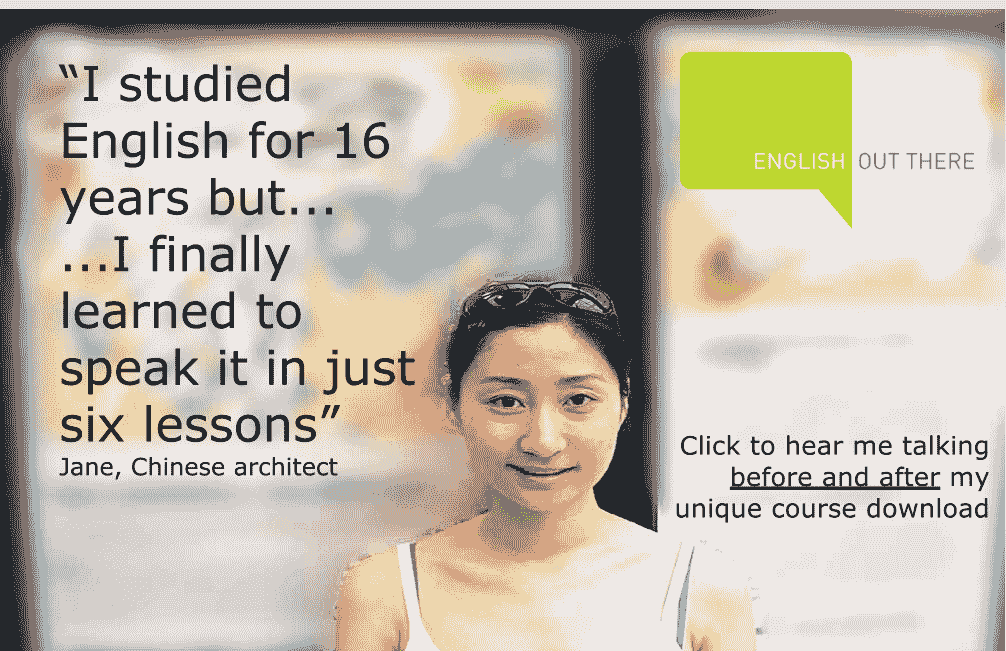 “I studied
English for 16
years but...
...I finally
learned to
speak it in just
six lessons”
Jane, Chinese architect
ENGLISH OUT THERE
Click to hear me talking
before and after my
unique course download